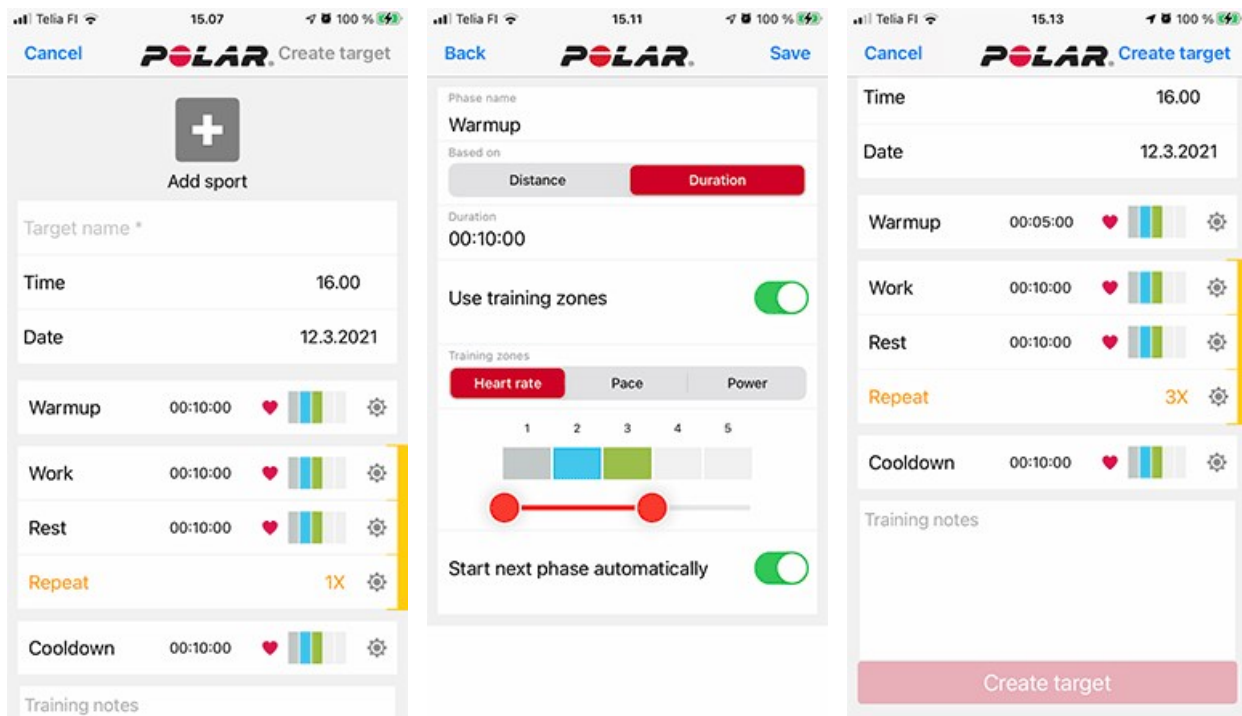 Telia FI 15.07 100 %
Cancel POLAR. Create target
Add sport
Target name *
Time 16.00
Date 12.3.2021
Warmup 00:10:00
Work 00:10:00
Rest 00:10:00
Repeat 1X
Cooldown 00:10:00
Training notes
Telia FI 15.11 100 %
Back POLAR. Save
Phase name
Warmup
Based on
Distance Duration
Duration
00:10:00
Use training zones
Training zones
Heart rate Pace Power
1 2 3 4 5
Start next phase automatically
Telia FI 15.13 100 %
Cancel POLAR. Create target
Time 16.00
Date 12.3.2021
Warmup 00:05:00
Work 00:10:00
Rest 00:10:00
Repeat 3X
Cooldown 00:10:00
Training notes
Create target